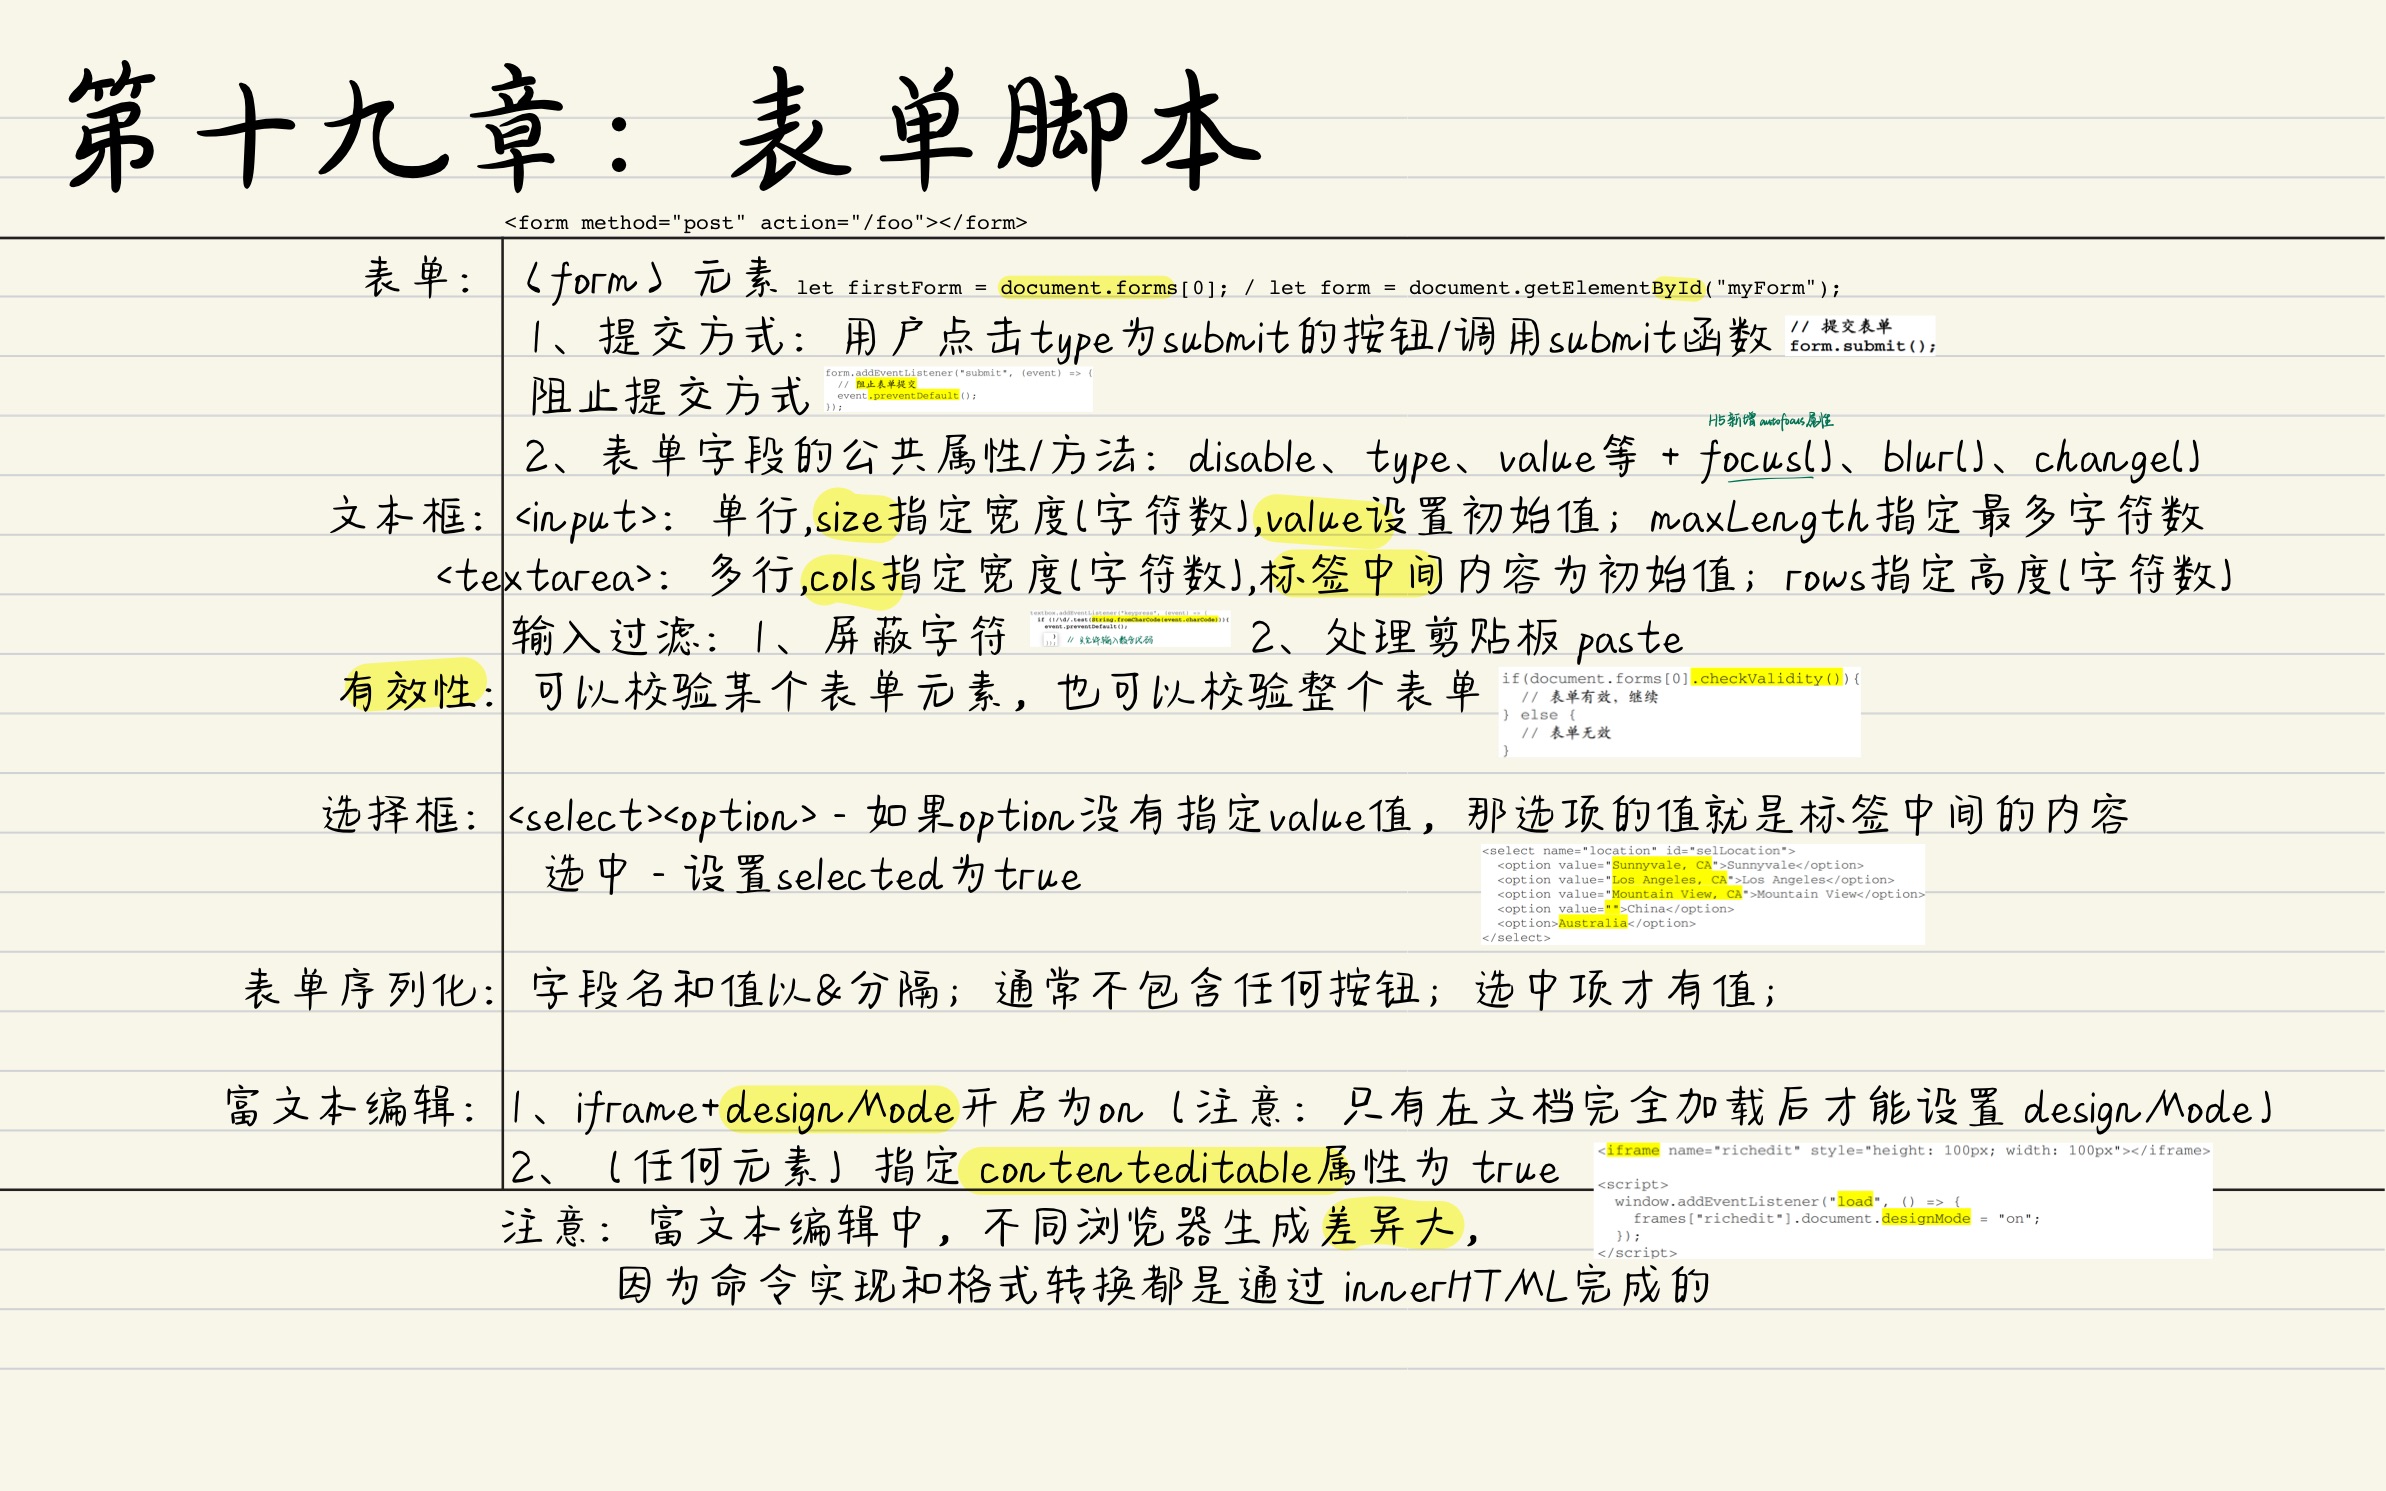 第十九章：表单脚本
<form method="post" action="/foo"></form>
表单：〈form〉元素 let firstForm = document.forms[0]; / let form = document.getElementById("myForm");
1、提交方式：用户点击type为submit的按钮/调用submit函数
// 提交表单
form.submit();
阻止提交方式
form.addEventListener("submit", (event) => {
// 阻止表单提交
event.preventDefault();
});
H5新增autofocus属性
2、表单字段的公共属性/方法：disable、type、value等 + focus()、blur()、change()
文本框：<input>：单行,size指定宽度(字符数),value设置初始值；maxLength指定最多字符数
<textarea>：多行,cols指定宽度(字符数),标签中间内容为初始值；rows指定高度(字符数)
输入过滤：1、屏蔽字符
textbox.addEventListener("keypress", (event) => {
if (!/\d/.test(String.fromCharCode(event.charCode))){
event.preventDefault();
}
// 只允许输入数字代码
});
2、处理剪贴板 paste
有效性：可以校验某个表单元素，也可以校验整个表单
if(document.forms[0].checkValidity()){
// 表单有效，继续
} else {
// 表单无效
}
选择框：<select><option> - 如果option没有指定value值，那选项的值就是标签中间的内容
选中 - 设置selected为true
<select name="location" id="selLocation">
<option value="Sunnyvale, CA">Sunnyvale</option>
<option value="Los Angeles, CA">Los Angeles</option>
<option value="Mountain View, CA">Mountain View</option>
<option value="">China</option>
<option>Australia</option>
</select>
表单序列化：字段名和值以&分隔；通常不包含任何按钮；选中项才有值；
富文本编辑：1、iframe+designMode开启为on（注意：只有在文档完全加载后才能设置 designMode）
2、（任何元素）指定 contenteditable属性为 true
<iframe name="richedit" style="height: 100px; width: 100px"></iframe>
<script>
window.addEventListener("load", () => {
frames["richedit"].document.designMode = "on";
});
</script>
注意：富文本编辑中，不同浏览器生成差异大，
因为命令实现和格式转换都是通过 innerHTML完成的